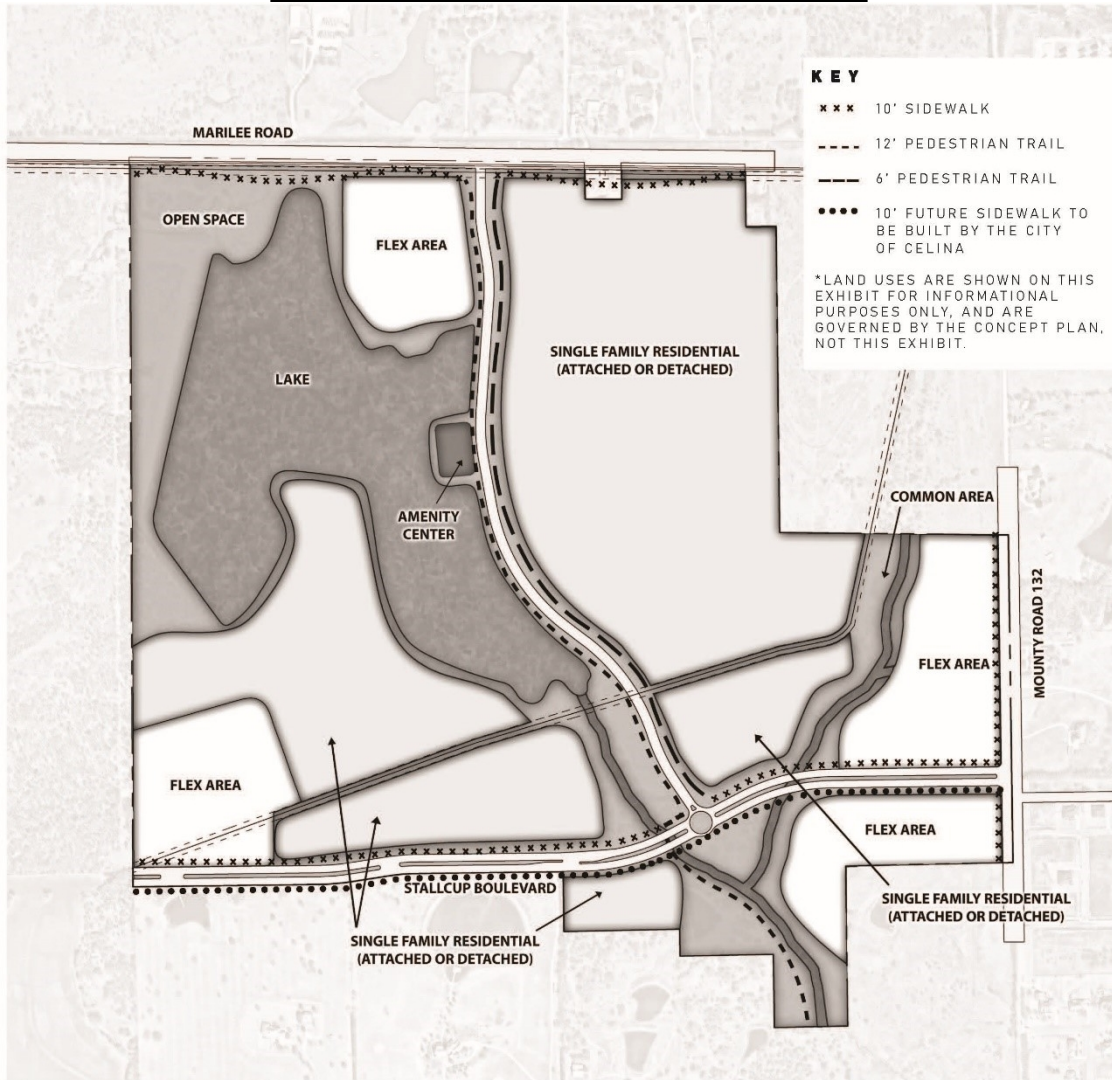 KEY
××× 10' SIDEWALK
12' PEDESTRIAN TRAIL
6' PEDESTRIAN TRAIL
10' FUTURE SIDEWALK TO
BE BUILT BY THE CITY
OF CELINA
*LAND USES ARE SHOWN ON THIS
EXHIBIT FOR INFORMATIONAL
PURPOSES ONLY, AND ARE
GOVERNED BY THE CONCEPT PLAN,
NOT THIS EXHIBIT.
MARILEE ROAD
OPEN SPACE
FLEX AREA
SINGLE FAMILY RESIDENTIAL
(ATTACHED OR DETACHED)
LAKE
AMENITY
CENTER
COMMON AREA
MOUNTY ROAD 132
FLEX AREA
FLEX AREA
FLEX AREA
STALLCUP BOULEVARD
SINGLE FAMILY RESIDENTIAL
(ATTACHED OR DETACHED)
SINGLE FAMILY RESIDENTIAL
(ATTACHED OR DETACHED)